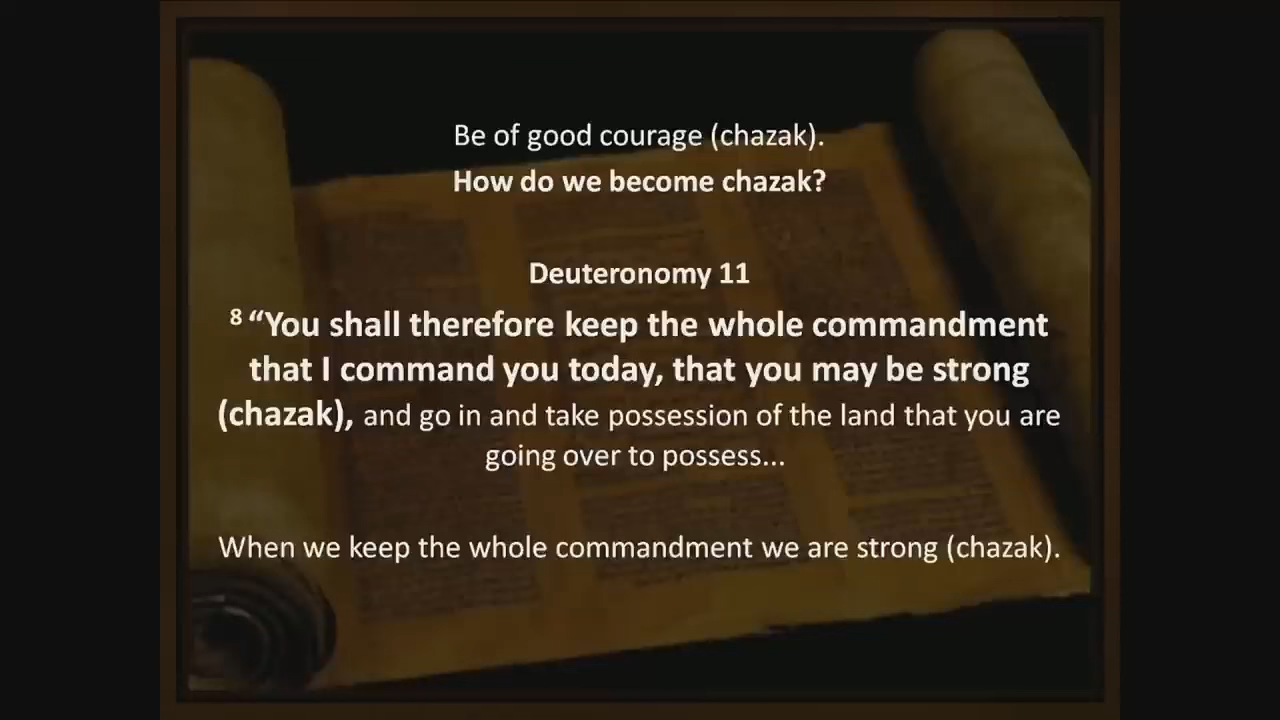 Be of good courage (chazak).
How do we become chazak?
Deuteronomy 11
8 “You shall therefore keep the whole commandment
that I command you today, that you may be strong
(chazak), and go in and take possession of the land that you are
going over to possess...
When we keep the whole commandment we are strong (chazak).